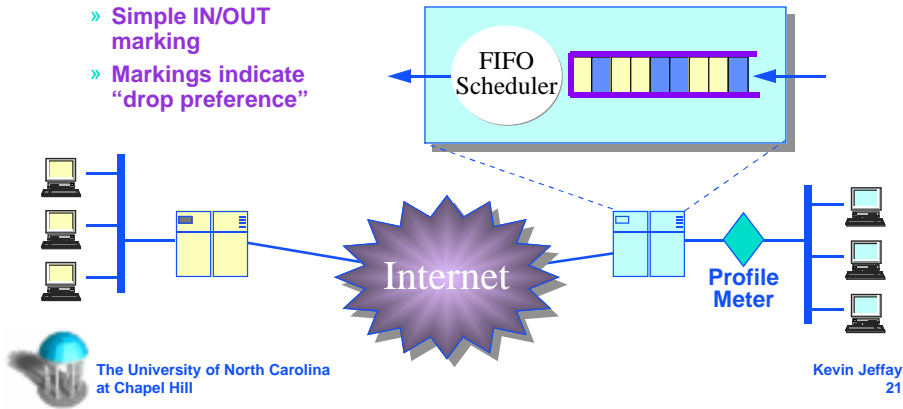 » Simple IN/OUT
marking
» Markings indicate
“drop preference”
FIFO
Scheduler
Internet
Profile
Meter
The University of North Carolina
at Chapel Hill
Kevin Jeffay
21